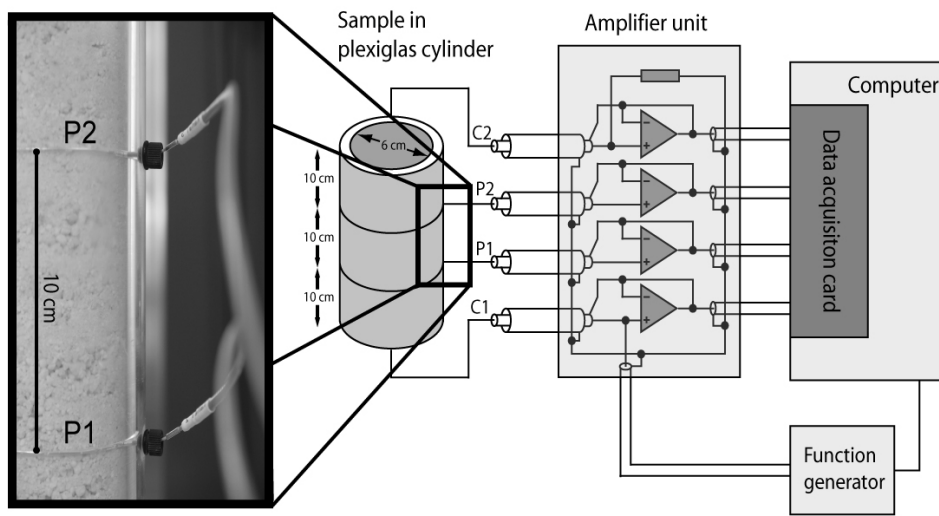 P2
10 cm
P1
Sample in
plexiglas cylinder
6 cm
10 cm
10 cm
10 cm
C2
P2
P1
C1
Amplifier unit
−
+
−
+
−
+
−
+
Computer
Data acquisiton card
Function
generator